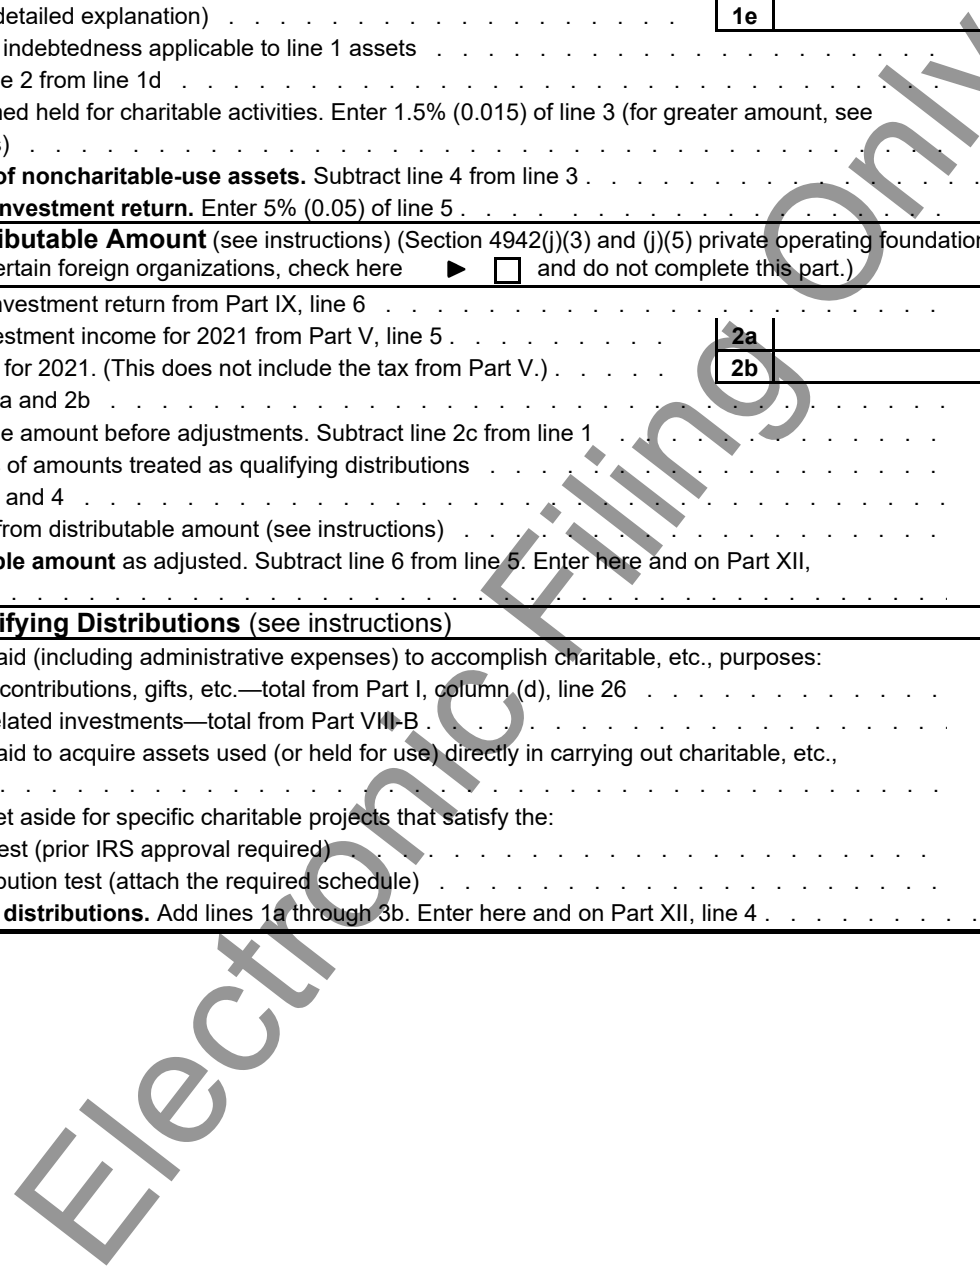 detailed explanation) . . . . . . . . . . . . . . . . . . 1e
indebtedness applicable to line 1 assets . . . . . . . . . . . . . . . . . . .
e 2 from line 1d . . . . . . . . . . . . . . . . . . . . . . . . . . . . .
ned held for charitable activities. Enter 1.5% (0.015) of line 3 (for greater amount, see
s) . . . . . . . . . . . . . . . . . . . . . . . . . . . . . . . . . . .
of noncharitable-use assets. Subtract line 4 from line 3 . . . . . . . . . . . . . . .
nvestment return. Enter 5% (0.05) of line 5 . . . . . . . . . . . . . . . . . . .
ibutable Amount (see instructions) (Section 4942(j)(3) and (j)(5) private operating foundation
ertain foreign organizations, check here ► ☐ and do not complete this part.)
nvestment return from Part IX, line 6 . . . . . . . . . . . . . . . . . . . . .
estment income for 2021 from Part V, line 5 . . . . . . . . . 2a
for 2021. (This does not include the tax from Part V.) . . . . . 2b
a and 2b . . . . . . . . . . . . . . . . . . . . . . . . . . . . . . . .
e amount before adjustments. Subtract line 2c from line 1 . . . . . . . . . . . .
of amounts treated as qualifying distributions . . . . . . . . . . . . . . . . .
and 4 . . . . . . . . . . . . . . . . . . . . . . . . . . . . . . . . .
from distributable amount (see instructions) . . . . . . . . . . . . . . . . . .
ble amount as adjusted. Subtract line 6 from line 5. Enter here and on Part XII,
. . . . . . . . . . . . . . . . . . . . . . . . . . . . . . . . . . . .
ifying Distributions (see instructions)
aid (including administrative expenses) to accomplish charitable, etc., purposes:
contributions, gifts, etc.—total from Part I, column (d), line 26 . . . . . . . . . . . .
elated investments—total from Part VIII-B . . . . . . . . . . . . . . . . . . . .
aid to acquire assets used (or held for use) directly in carrying out charitable, etc.,
. . . . . . . . . . . . . . . . . . . . . . . . . . . . . . . . . . . .
et aside for specific charitable projects that satisfy the:
est (prior IRS approval required) . . . . . . . . . . . . . . . . . . . . . .
bution test (attach the required schedule) . . . . . . . . . . . . . . . . . . .
distributions. Add lines 1a through 3b. Enter here and on Part XII, line 4 . . . . . . . . .
Electronic Filing Only